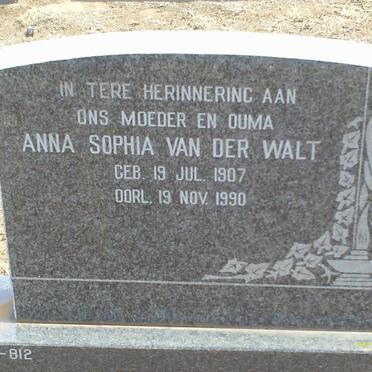 IN TERE HERINNERING AAN
ONS MOEDER EN OUMA
ANNA SOPHIA VAN DER WALT
GEB. 19 JUL. 1907
OORL. 19 NOV. 1990
-812